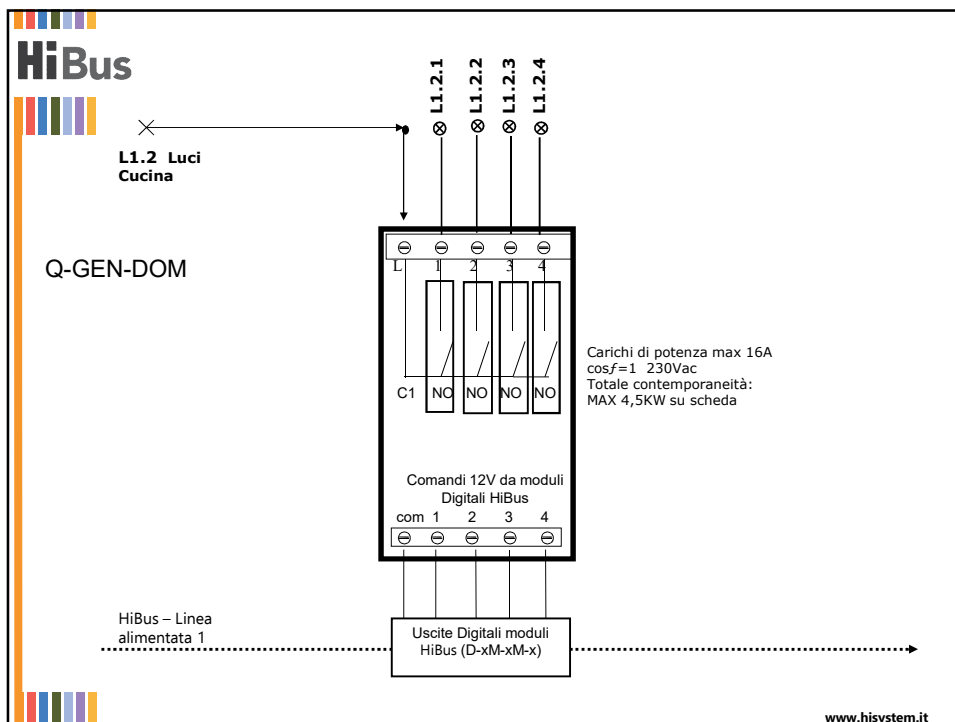 HiBus
L1.2.1
L1.2.2
L1.2.3
L1.2.4
L1.2 Luci
Cucina
Q-GEN-DOM
L 1 2 3 4
C1 NO NO NO NO
Carichi di potenza max 16A
cosƒ=1 230Vac
Totale contemporaneità:
MAX 4,5KW su scheda
Comandi 12V da moduli
Digitali HiBus
com 1 2 3 4
HiBus – Linea
alimentata 1
Uscite Digitali moduli
HiBus (D-xM-xM-x)
www.hisystem.it